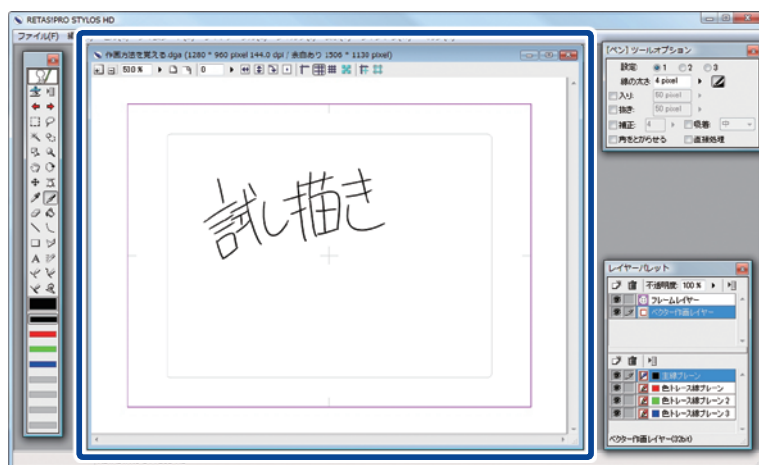 RETAS!PRO STYLOS HD
ファイル(F)
作画方法を覚える.dga (1280 * 960 pixel 144.0 dpi / 余白あり 1506 * 1130 pixel)
0
試し描き
[ペン] ツールオプション
設定: 1 2 3
線の太さ 4 pixel
入り: 60 pixel
抜き: 60 pixel
補正: 4 吸着: 中
角をとがらせる 直線処理
A
レイヤーパレット
不透明度: 100 %
フレームレイヤー
ベクター作画レイヤー
主線プレーン
色トレース線プレーン
色トレース線プレーン 2
色トレース線プレーン 3
ベクター作画レイヤー(32bit)